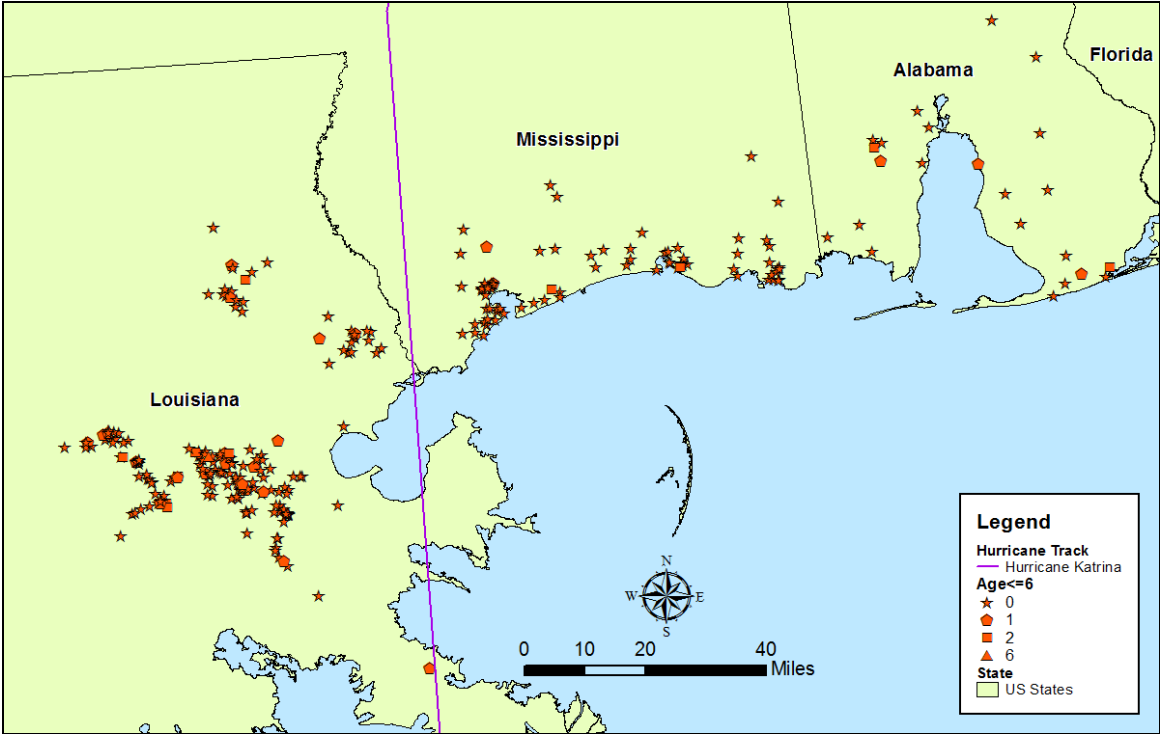 Florida
Alabama
Mississippi
Louisiana
N
W E
S
0 10 20 40
Miles
Legend
Hurricane Track
Hurricane Katrina
Age<=6
0
1
2
6
State
US States